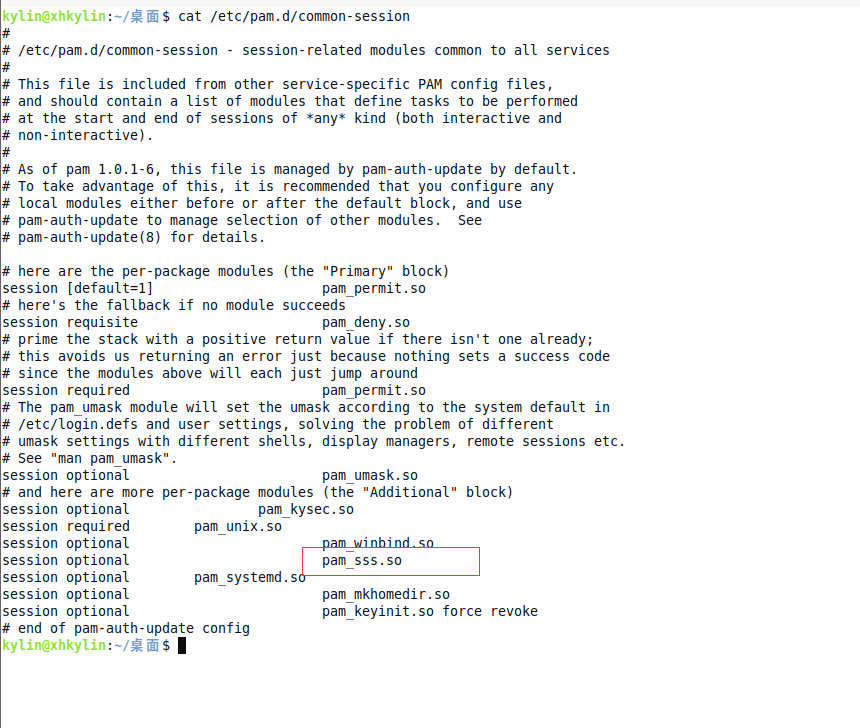 kylin@xhkylin:~/桌面$ cat /etc/pam.d/common-session
#
# /etc/pam.d/common-session - session-related modules common to all services
#
# This file is included from other service-specific PAM config files,
# and should contain a list of modules that define tasks to be performed
# at the start and end of sessions of *any* kind (both interactive and
# non-interactive).
#
# As of pam 1.0.1-6, this file is managed by pam-auth-update by default.
# To take advantage of this, it is recommended that you configure any
# local modules either before or after the default block, and use
# pam-auth-update to manage selection of other modules.  See
# pam-auth-update(8) for details.

# here are the per-package modules (the "Primary" block)
session [default=1]                     pam_permit.so
# here's the fallback if no module succeeds
session requisite                       pam_deny.so
# prime the stack with a positive return value if there isn't one already;
# this avoids us returning an error just because nothing sets a success code
# since the modules above will each just jump around
session required                        pam_permit.so
# The pam_umask module will set the umask according to the system default in
# /etc/login.defs and user settings, solving the problem of different
# umask settings with different shells, display managers, remote sessions etc.
# See "man pam_umask".
session optional                        pam_umask.so
# and here are more per-package modules (the "Additional" block)
session optional                pam_kysec.so
session required        pam_unix.so
session optional                        pam_winbind.so
session optional                        pam_sss.so
session optional        pam_systemd.so
session optional                        pam_mkhomedir.so
session optional                        pam_keyinit.so force revoke
# end of pam-auth-update config
kylin@xhkylin:~/桌面$